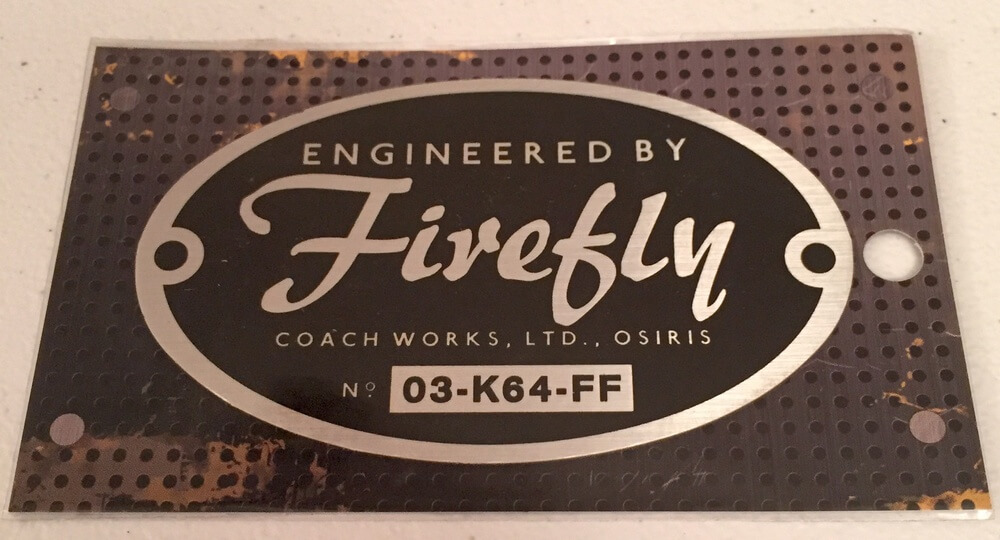 ENGINEERED BY
Firefly
COACH WORKS, LTD., OSIRIS
Nº 03-K64-FF